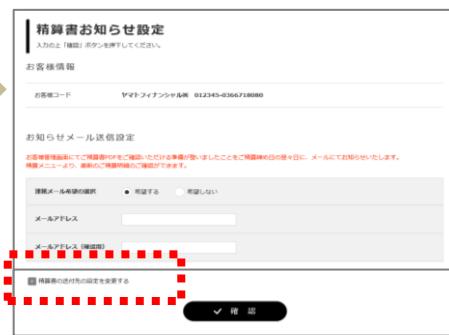 精算書お知らせ設定
入力の上「確認」ボタンを押下してください。
お客様情報
お客様コード ヤマトフィナンシャル㈱ 012345-0366718080
お知らせメール送信設定
お客様管理画面にてご精算書PDFをご確認いただける準備が整いましたことをご精算締め日の翌々日に、メールにてお知らせいたします。
精算メニューより、最新のご精算明細のご確認ができます。
連絡メール希望の選択 希望する 希望しない
メールアドレス
メールアドレス（確認用）
精算書の送付先の設定を変更する
確認